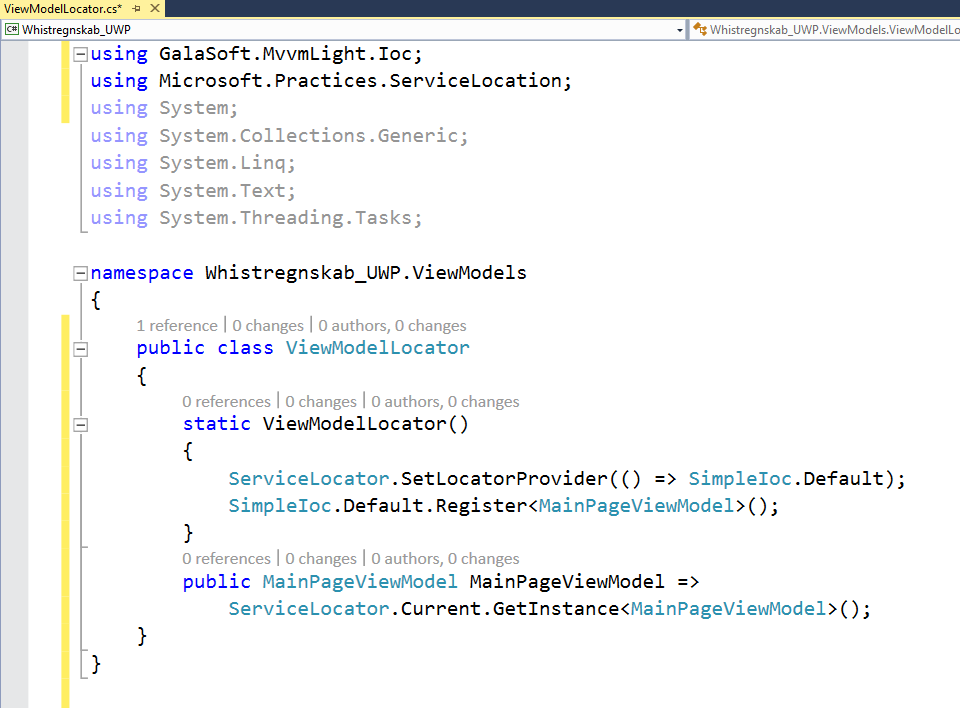 ViewModelLocator.cs*
Whistregnskab_UWP
Whistregnskab_UWP.ViewModels.ViewModelLo
using GalaSoft.MvvmLight.Ioc;
using Microsoft.Practices.ServiceLocation;
using System;
using System.Collections.Generic;
using System.Linq;
using System.Text;
using System.Threading.Tasks;
namespace Whistregnskab_UWP.ViewModels
{
1 reference | 0 changes | 0 authors, 0 changes
public class ViewModelLocator
{
0 references | 0 changes | 0 authors, 0 changes
static ViewModelLocator()
{
ServiceLocator.SetLocatorProvider(() => SimpleIoc.Default);
SimpleIoc.Default.Register<MainPageViewModel>();
}
0 references | 0 changes | 0 authors, 0 changes
public MainPageViewModel MainPageViewModel =>
ServiceLocator.Current.GetInstance<MainPageViewModel>();
}
}